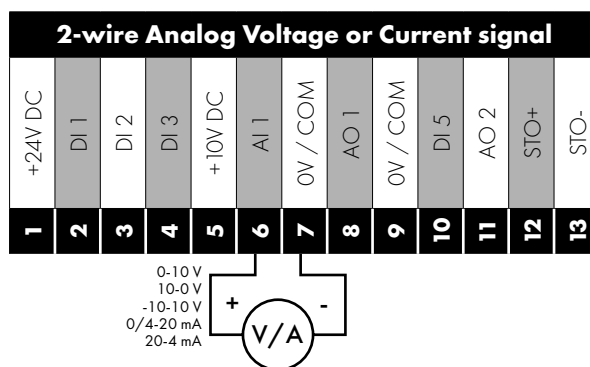 2-wire Analog Voltage or Current signal
+24V DC
DI 1
DI 2
DI 3
+10V DC
AI 1
0V / COM
AO 1
0V / COM
DI 5
AO 2
STO+
STO-
1 2 3 4 5 6 7 8 9 10 11 12 13
0-10 V
10-0 V
-10-10 V
0/4-20 mA
20-4 mA
+ -
V/A